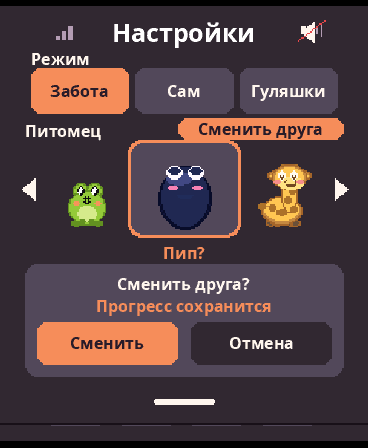 Настройки
Режим
Забота
Сам
Гуляшки
Питомец
Сменить друга
Пип?
Сменить друга?
Прогресс сохранится
Сменить
Отмена